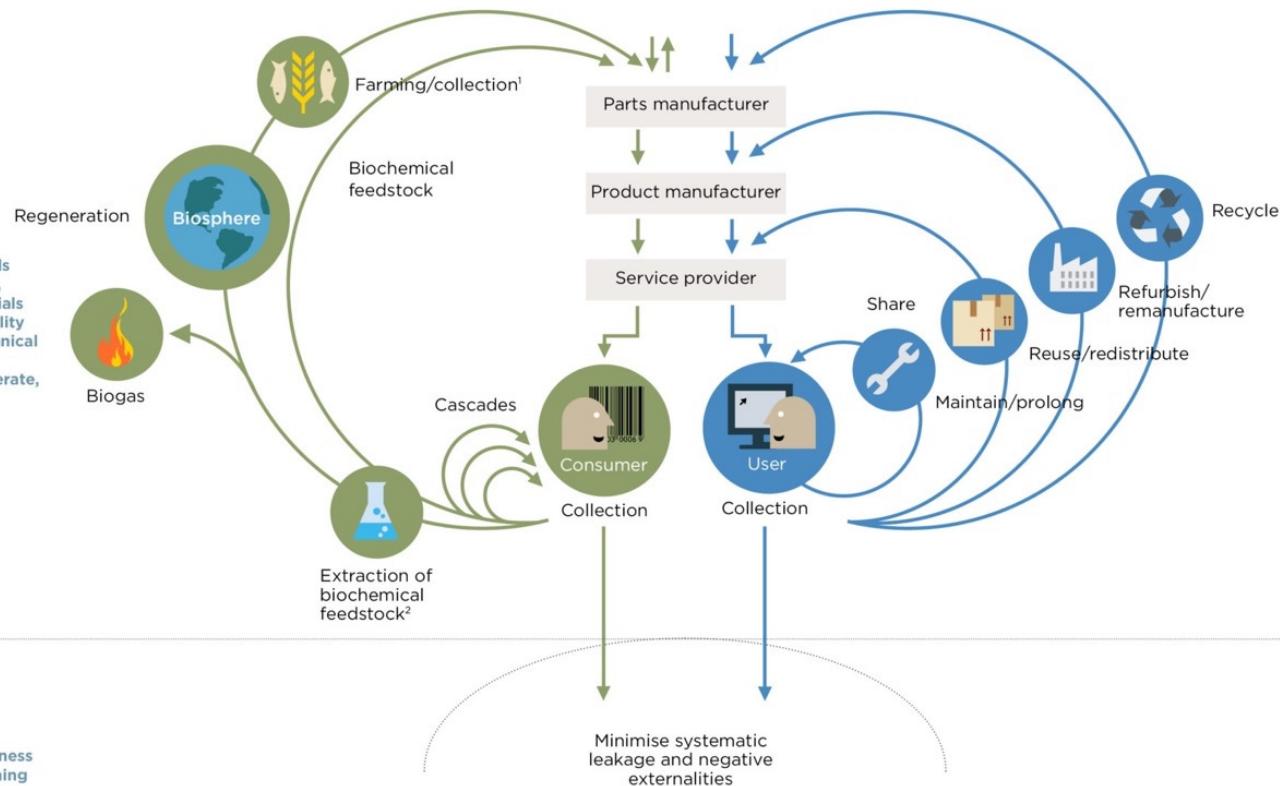 Farming/collection¹
Parts manufacturer
Biochemical
feedstock
Product manufacturer
Regeneration
Biosphere
Recycle
Service provider
Refurbish/
remanufacture
Share
Reuse/redistribute
Biogas
Maintain/prolong
Cascades
Consumer
User
Collection
Collection
Extraction of
biochemical
feedstock²
Minimise systematic
leakage and negative
externalities
erate,